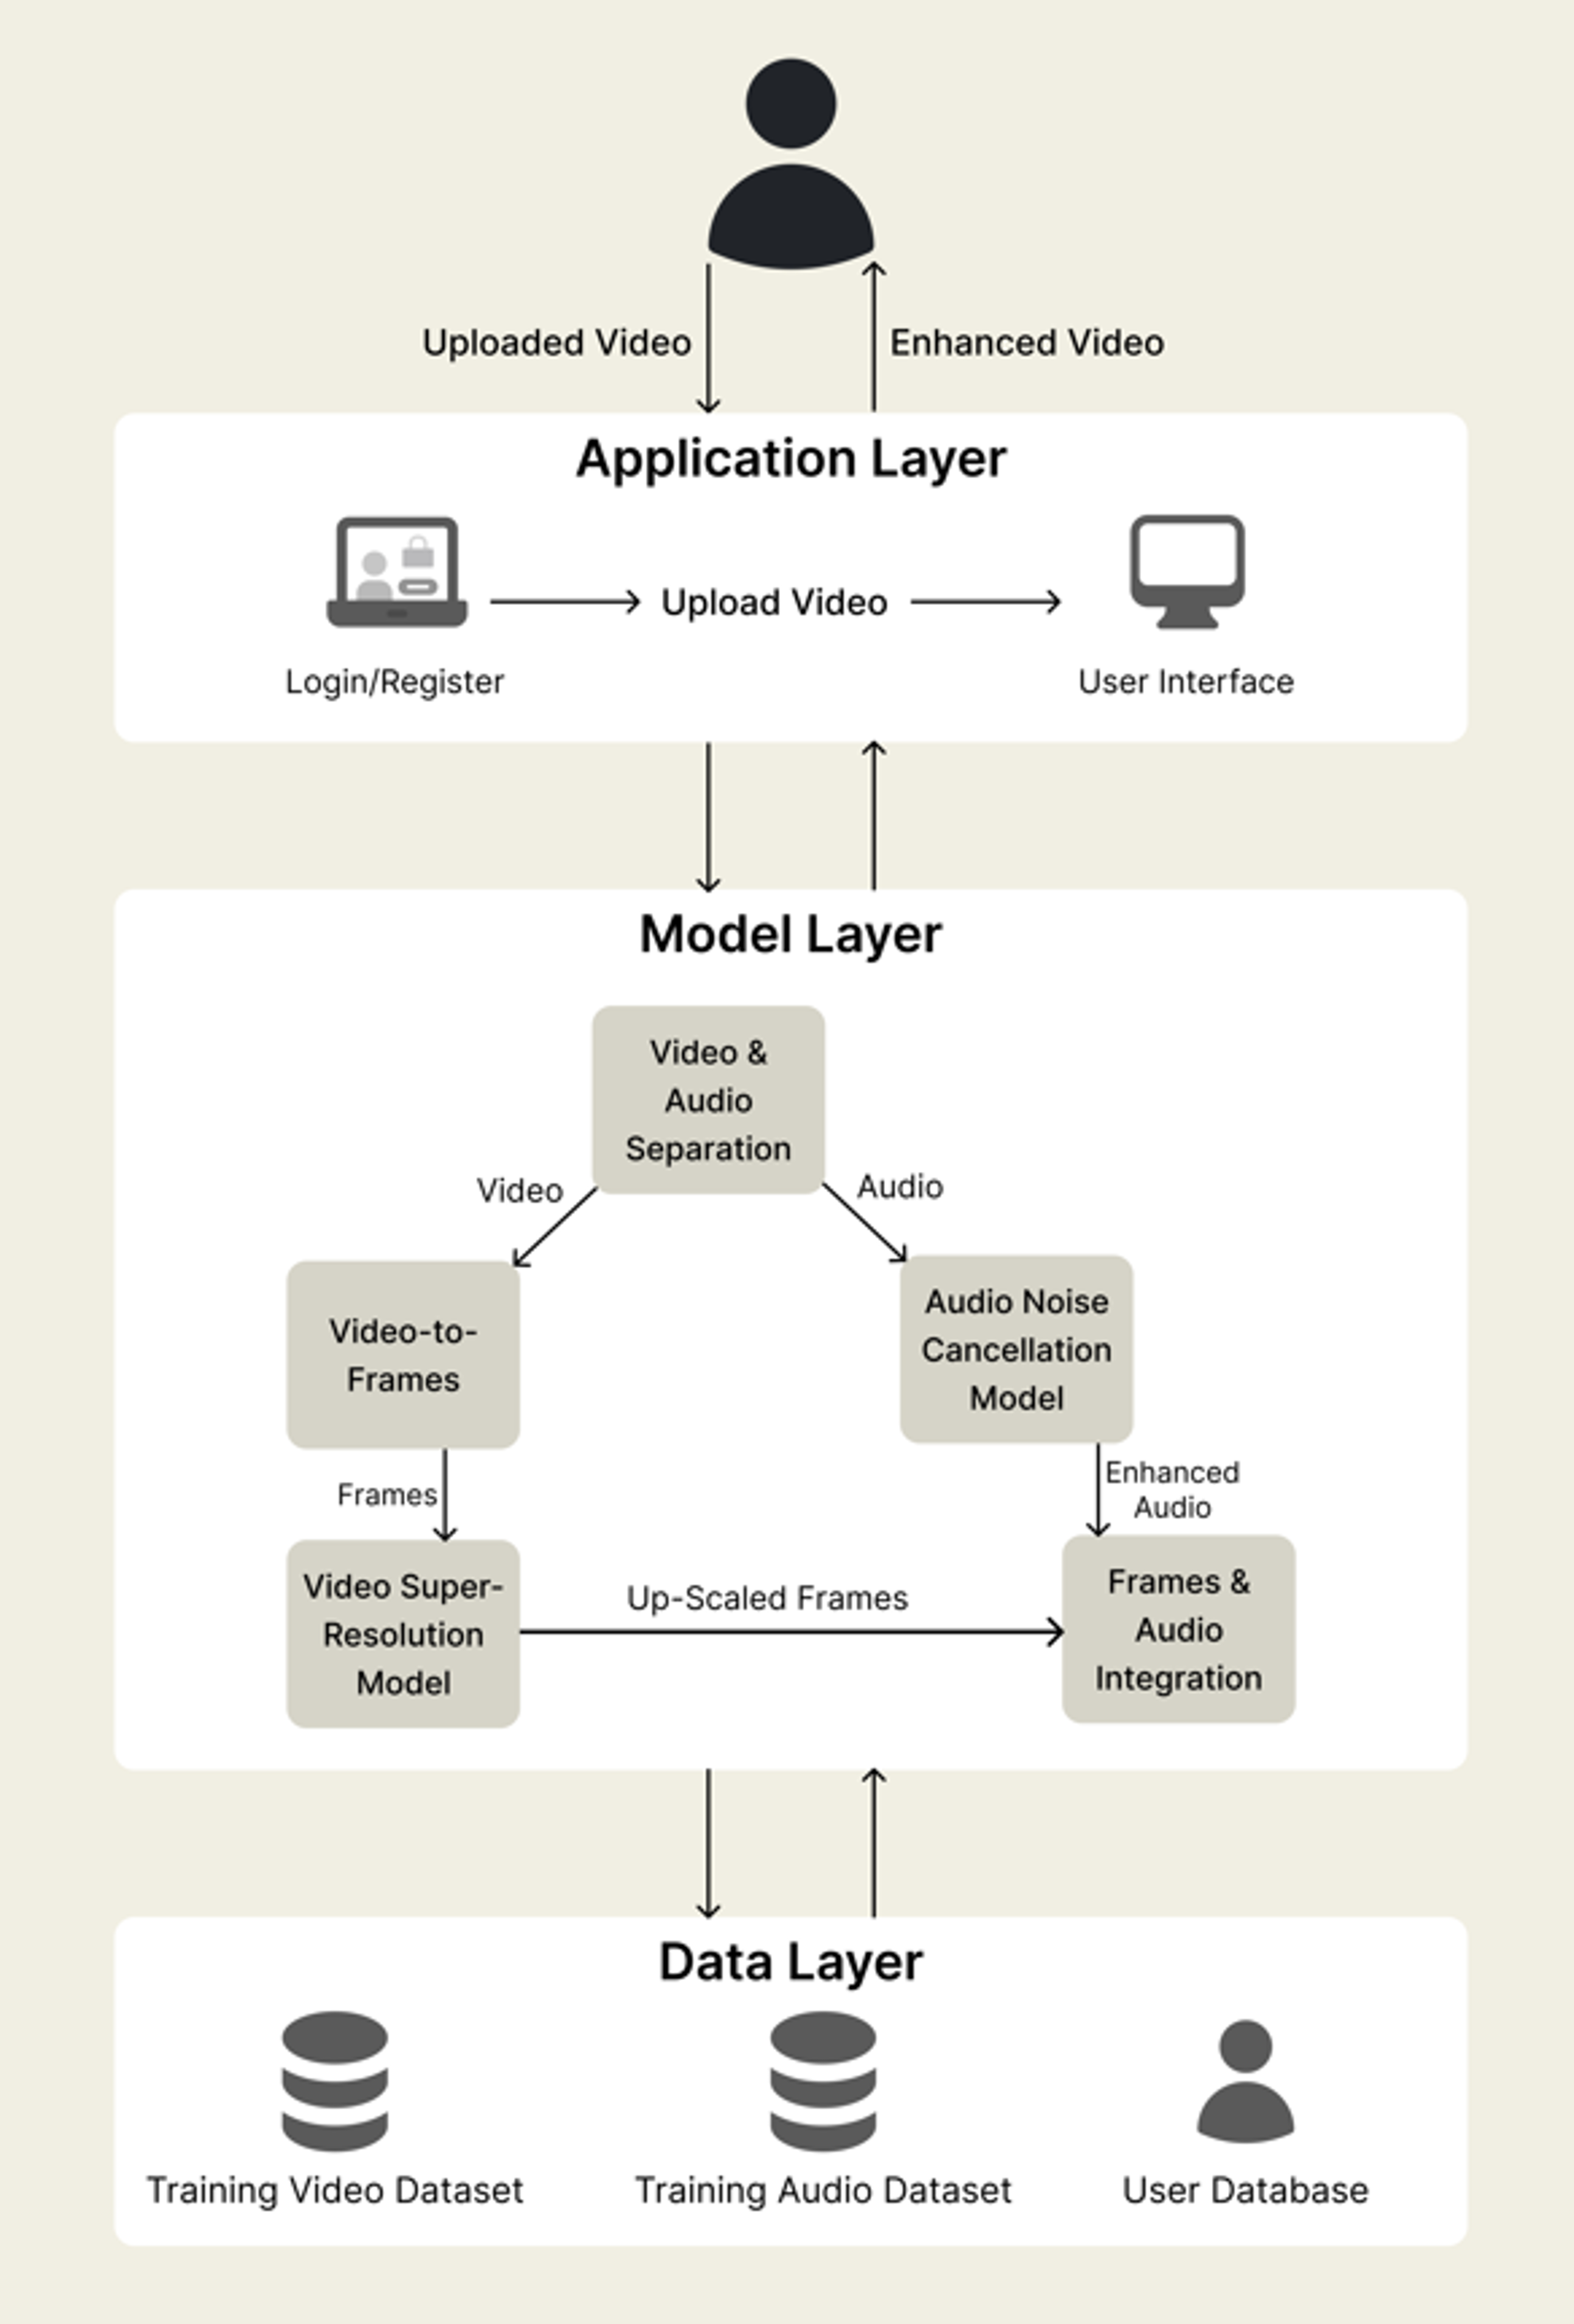 Uploaded Video
Enhanced Video
Application Layer
Upload Video
Login/Register
User Interface
Model Layer
Video &
Audio
Separation
Video
Audio
Video-to-
Frames
Audio Noise
Cancellation
Model
Frames
Enhanced
Audio
Video Super-
Resolution
Model
Up-Scaled Frames
Frames &
Audio
Integration
Data Layer
Training Video Dataset
Training Audio Dataset
User Database